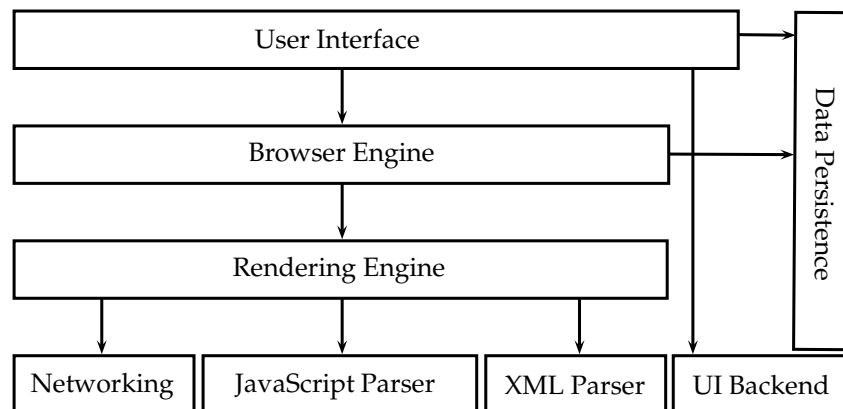 User Interface
Data Persistence
Browser Engine
Rendering Engine
Networking
JavaScript Parser
XML Parser
UI Backend